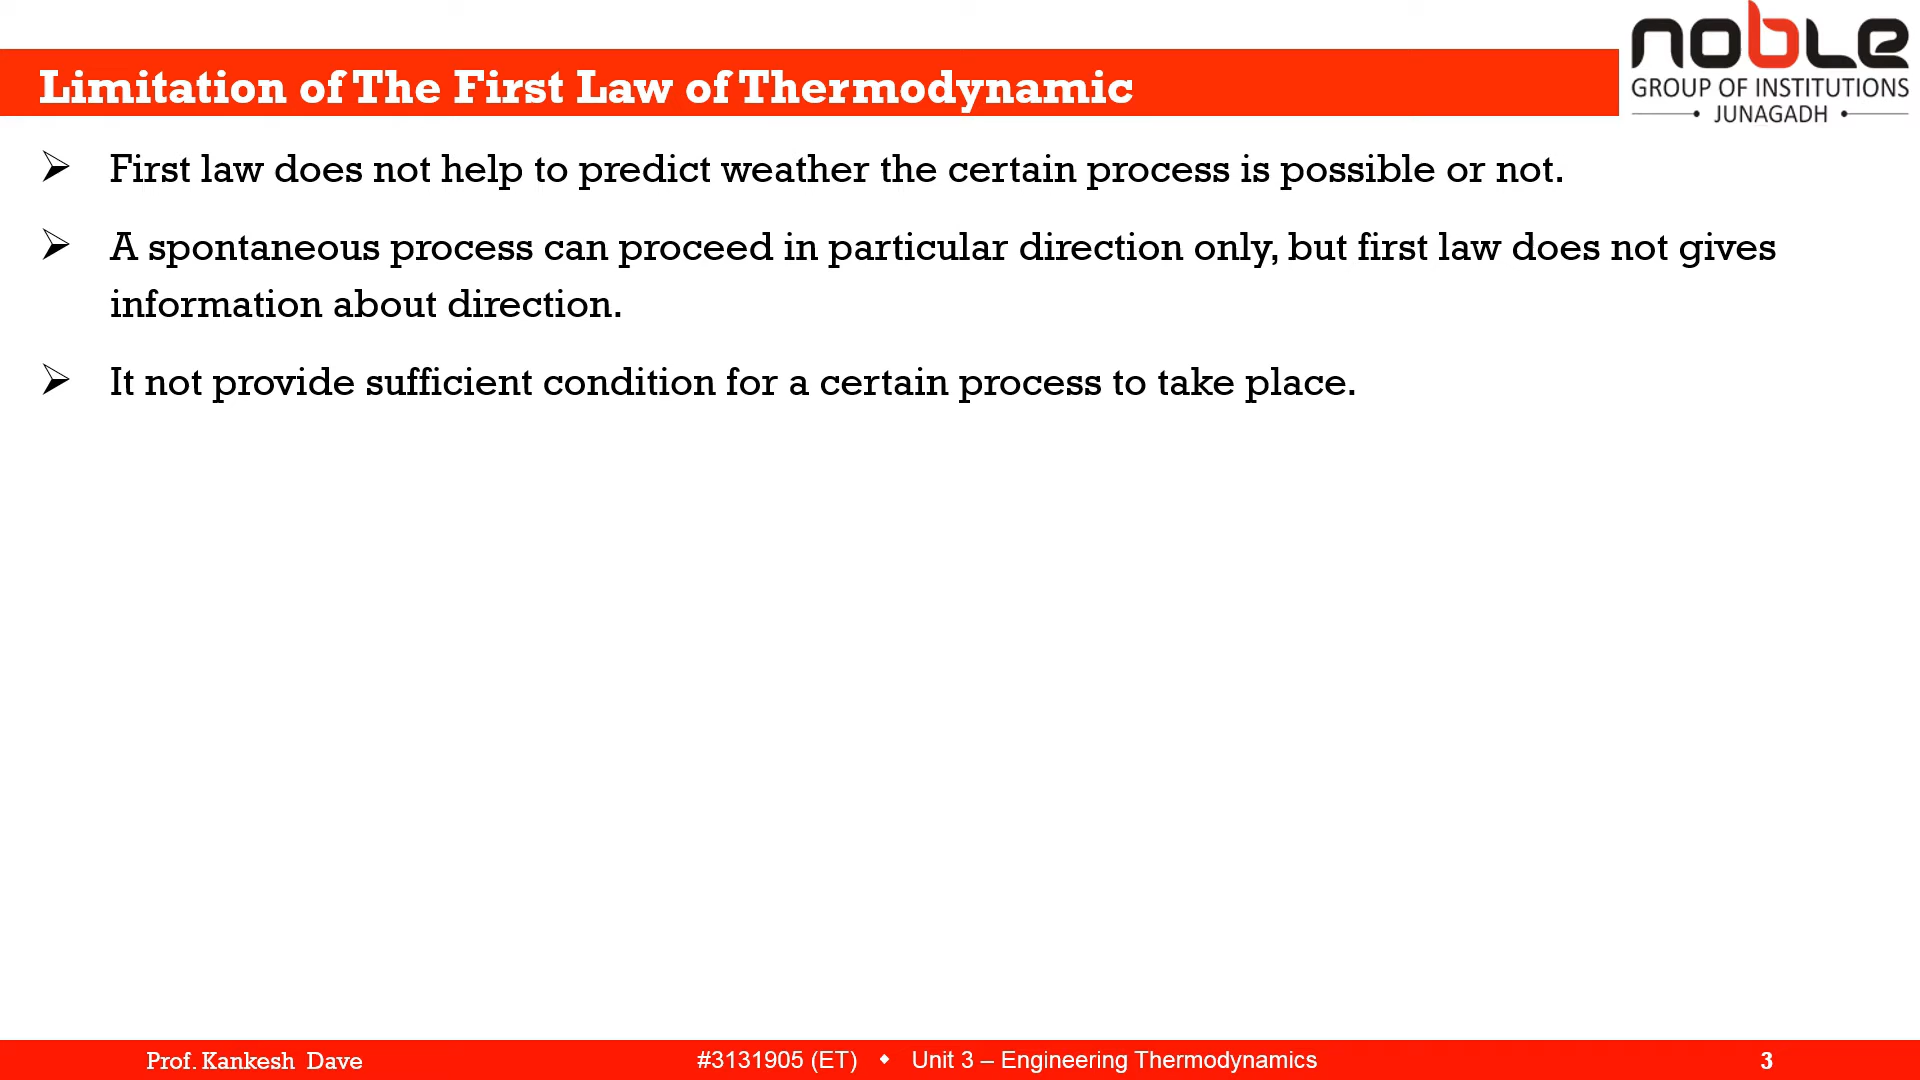 noble
GROUP OF INSTITUTIONS
• JUNAGADH •
Limitation of The First Law of Thermodynamic
➢ First law does not help to predict weather the certain process is possible or not.
➢ A spontaneous process can proceed in particular direction only, but first law does not gives
information about direction.
➢ It not provide sufficient condition for a certain process to take place.
Prof. Kankesh Dave
#3131905 (ET) ⬥ Unit 3 – Engineering Thermodynamics
3